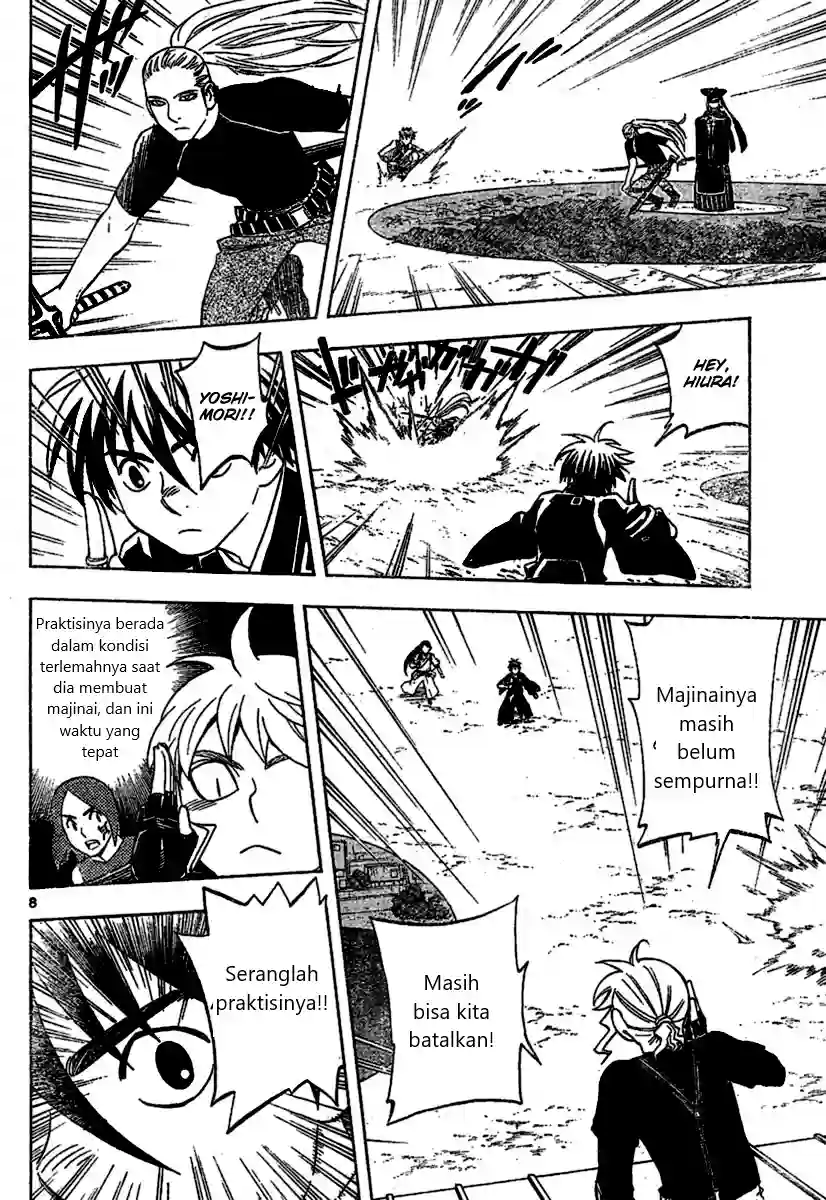 HEY,
HIURA!
YOSHI-
MORI!!
Majinainya
masih
belum
sempurna!!
Praktisinya berada
dalam kondisi
terlemahnya saat
dia membuat
majinai, dan ini
waktu yang
tepat
Masih
bisa kita
batalkan!
Seranglah
praktisinya!!
8